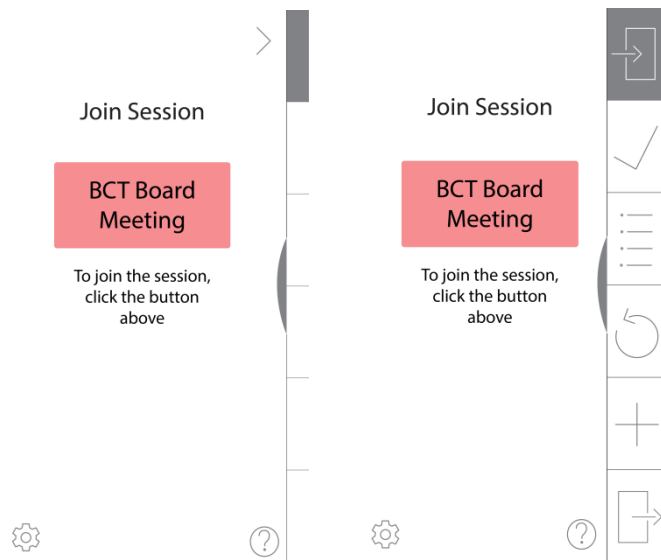 Join Session
BCT Board
Meeting
To join the session,
click the button
above
?
Join Session
BCT Board
Meeting
To join the session,
click the button
above
?